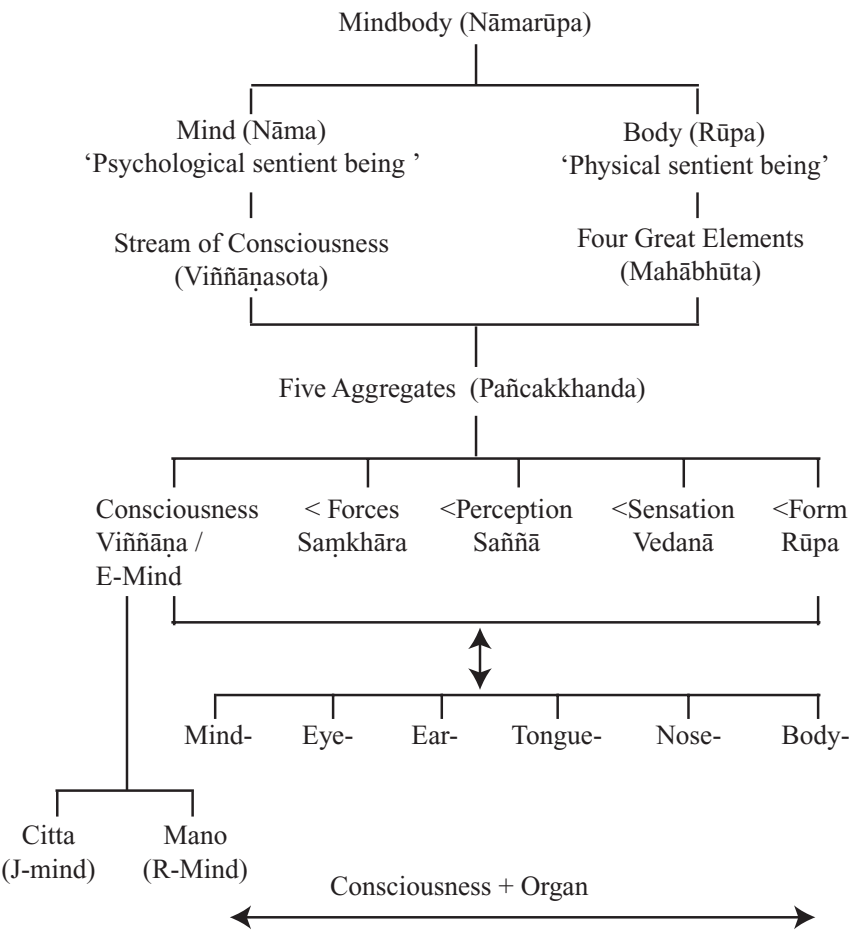 Mindbody (Nāmarūpa)
Mind (Nāma)
‘Psychological sentient being ’
Body (Rūpa)
‘Physical sentient being’
Stream of Consciousness
(Viññāṇasota)
Four Great Elements
(Mahābhūta)
Five Aggregates (Pañcakkhanda)
Consciousness
Viññāṇa /
E-Mind
< Forces
Saṃkhāra
<Perception
Saññā
<Sensation
Vedanā
<Form
Rūpa
Mind-
Eye-
Ear-
Tongue-
Nose-
Body-
Citta
(J-mind)
Mano
(R-Mind)
Consciousness + Organ